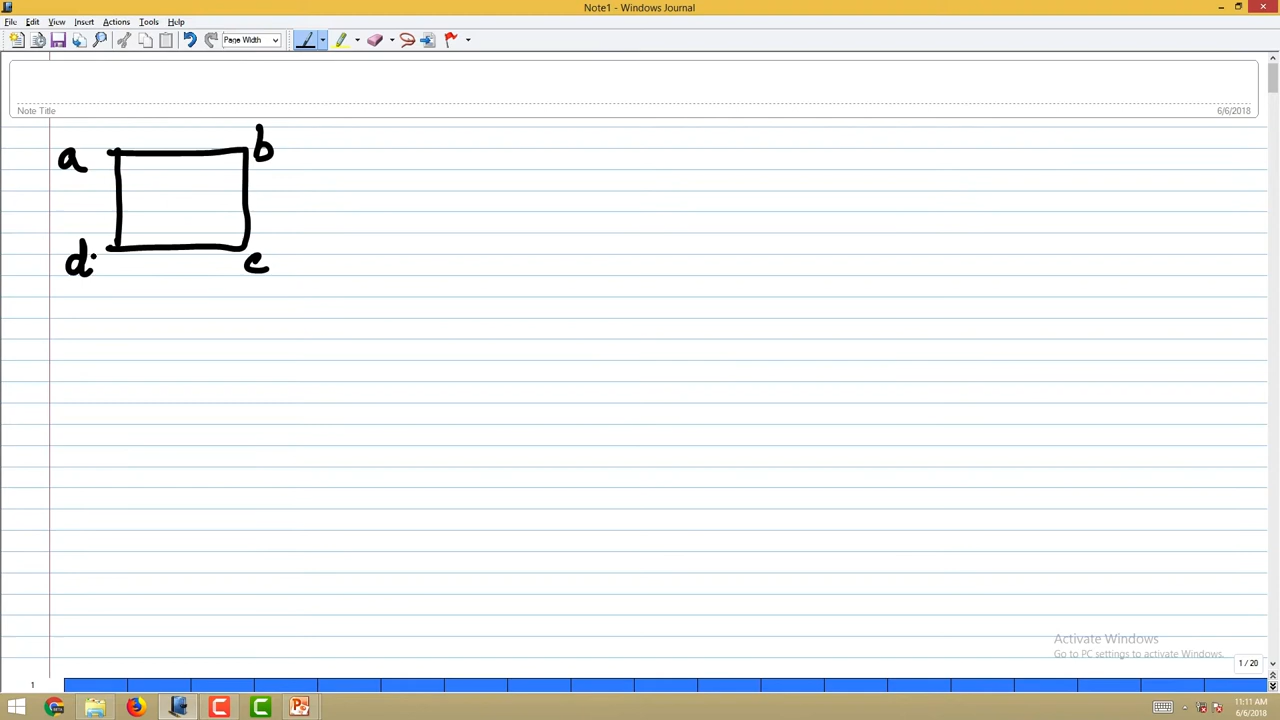 Note1 - Windows Journal
File Edit View Insert Actions Tools Help
Page Width
Note Title 6/6/2018
a b
d c
Activate Windows
Go to PC settings to activate Windows.
1 / 20
1
11:11 AM
6/6/2018